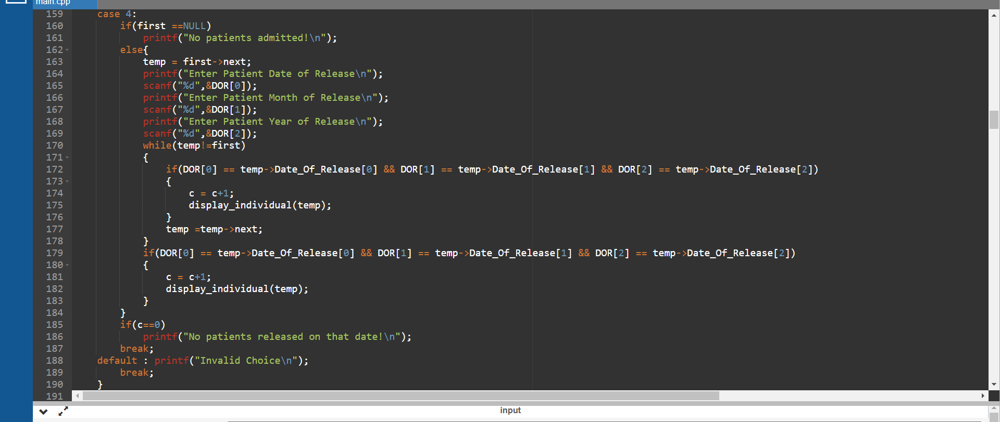 main.cpp
159 case 4:
160 if(first ==NULL)
161 printf("No patients admitted!\n");
162 else{
163 temp = first->next;
164 printf("Enter Patient Date of Release\n");
165 scanf("%d",&DOR[0]);
166 printf("Enter Patient Month of Release\n");
167 scanf("%d",&DOR[1]);
168 printf("Enter Patient Year of Release\n");
169 scanf("%d",&DOR[2]);
170 while(temp!=first)
171 {
172 if(DOR[0] == temp->Date_Of_Release[0] && DOR[1] == temp->Date_Of_Release[1] && DOR[2] == temp->Date_Of_Release[2])
173 {
174 c = c+1;
175 display_individual(temp);
176 }
177 temp =temp->next;
178 }
179 if(DOR[0] == temp->Date_Of_Release[0] && DOR[1] == temp->Date_Of_Release[1] && DOR[2] == temp->Date_Of_Release[2])
180 {
181 c = c+1;
182 display_individual(temp);
183 }
184 }
185 if(c==0)
186 printf("No patients released on that date!\n");
187 break;
188 default : printf("Invalid Choice\n");
189 break;
190 }
191
input